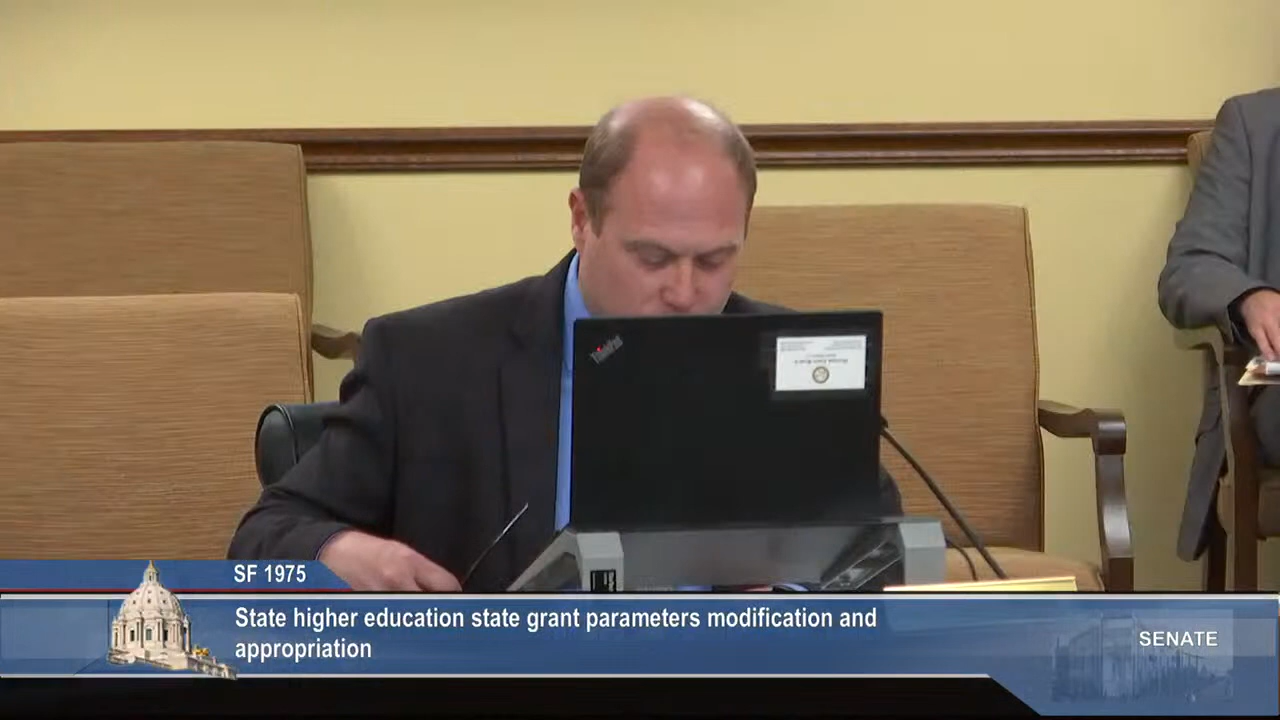 ThinkPad
SF 1975
State higher education state grant parameters modification and
appropriation
SENATE